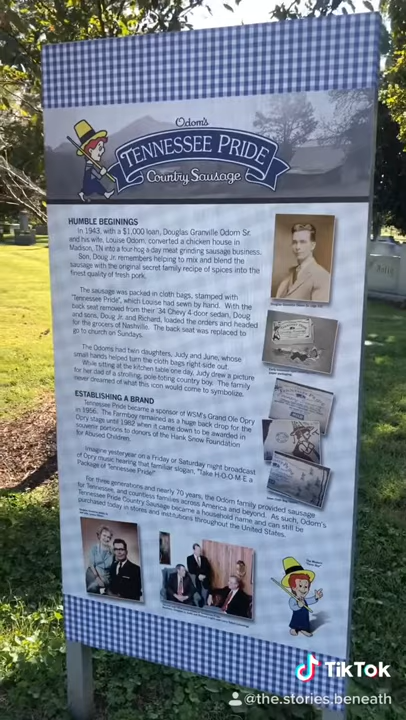 Odom's
TENNESSEE PRIDE
Country Sausage
HUMBLE BEGININGS
In 1943, with a $1,000 loan, Douglas Granville Odom Sr.
and his wife, Louise Odom, converted a chicken house in
Madison, TN into a four hog a day meat grinding sausage business.
Son, Doug Jr. remembers helping to mix and blend the
sausage with the original secret family recipe of spices into the
finest quality of fresh pork.
The sausage was packed in cloth bags, stamped with
"Tennessee Pride", which Louise had sewn by hand. With the
back seat removed from their '34 Chevy 4-door sedan, Doug
and sons, Doug Jr. and Richard, loaded the orders and headed
for the grocers of Nashville. The back seat was replaced to
go to church on Sundays.
The Odoms had twin daughters, Judy and June, whose
small hands helped turn the cloth bags right-side out.
While sitting at the kitchen table one day, Judy drew a picture
for her dad of a strolling, pole-toting country boy. The family
never dreamed of what this icon would come to symbolize.
ESTABLISHING A BRAND
Tennessee Pride became a sponsor of WSM's Grand Ole Opry
in 1956. The Farmboy remained as a huge back drop for the
Opry stage until 1982 when it came down to be awarded in
souvenir portions to donors of the Hank Snow Foundation
for Abused Children.
Imagine yesteryear on a Friday or Saturday night broadcast
of Opry music hearing that familiar slogan, "Take H-O-O-M-E a
Package of Tennessee Pride!"
For three generations and nearly 70 years, the Odom family provided sausage
for Tennessee, and countless families across America and beyond. As such, Odom's
Tennessee Pride Country Sausage became a household name and can still be
purchased today in stores and institutions throughout the United States.
TikTok
@the.stories.beneath